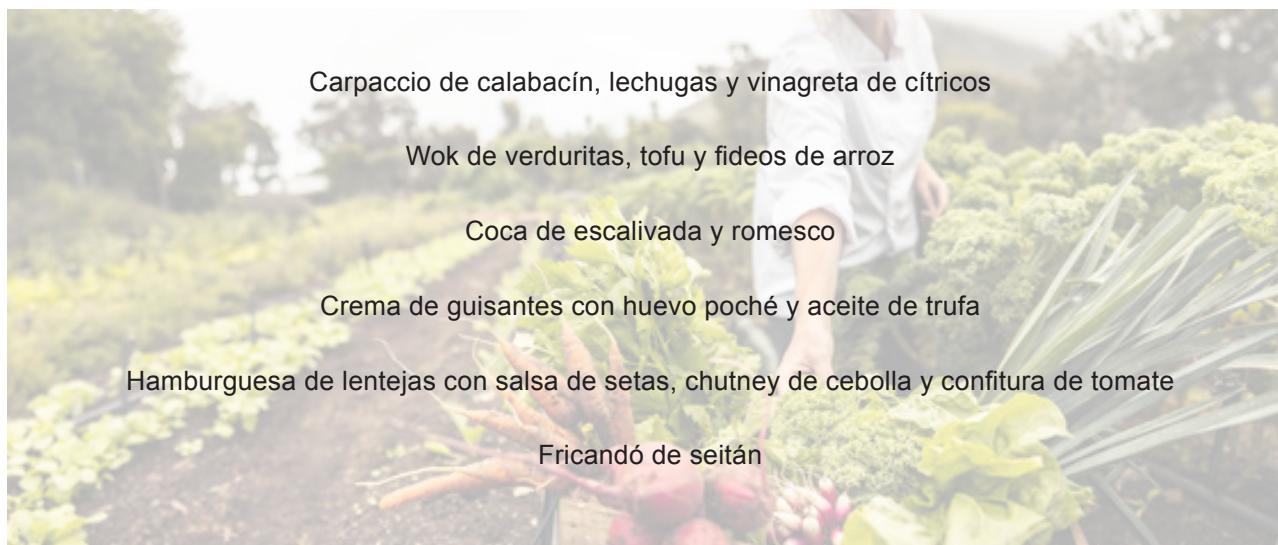 Carpaccio de calabacín, lechugas y vinagreta de cítricos
Wok de verduritas, tofu y fideos de arroz
Coca de escalivada y romesco
Crema de guisantes con huevo poché y aceite de trufa
Hamburguesa de lentejas con salsa de setas, chutney de cebolla y confitura de tomate
Fricandó de seitán